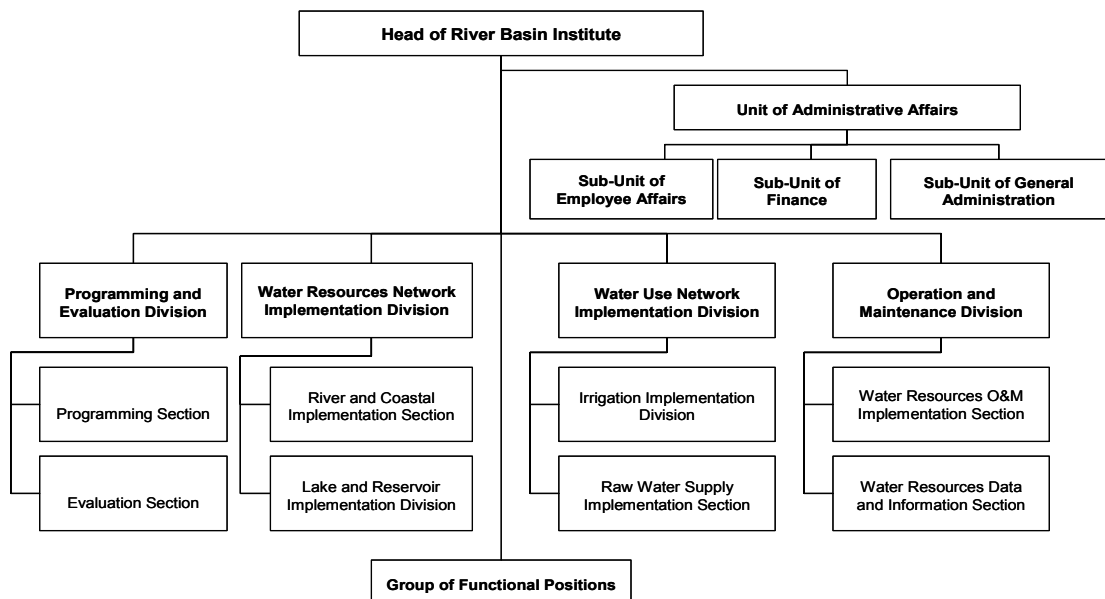 Head of River Basin Institute
Unit of Administrative Affairs
Sub-Unit of
Employee Affairs
Sub-Unit of
Finance
Sub-Unit of General
Administration
Programming and
Evaluation Division
Water Resources Network
Implementation Division
Water Use Network
Implementation Division
Operation and
Maintenance Division
Programming Section
River and Coastal
Implementation Section
Irrigation Implementation
Division
Water Resources O&M
Implementation Section
Evaluation Section
Lake and Reservoir
Implementation Division
Raw Water Supply
Implementation Section
Water Resources Data
and Information Section
Group of Functional Positions